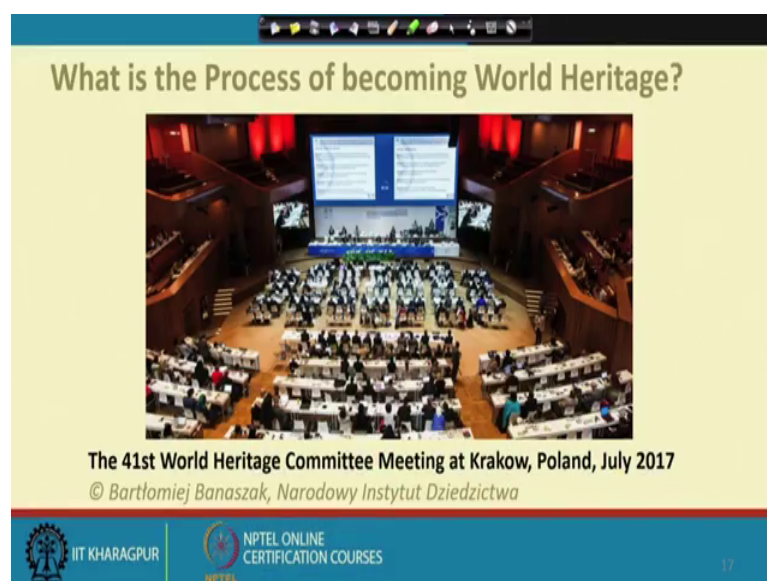 What is the Process of becoming World Heritage?
The 41st World Heritage Committee Meeting at Krakow, Poland, July 2017
© Bartłomiej Banaszak, Narodowy Instytut Dziedzictwa
IIT KHARAGPUR
NPTEL ONLINE
CERTIFICATION COURSES
NPTEL
17